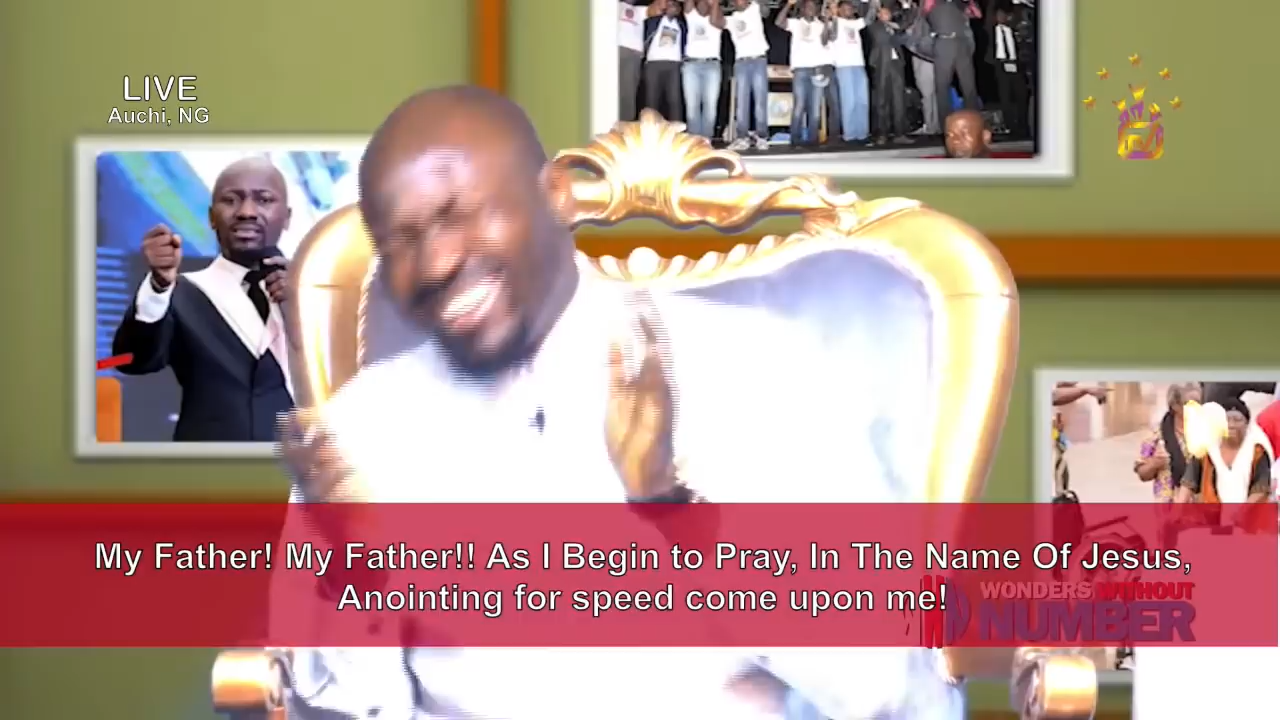 LIVE
Auchi, NG
My Father! My Father!! As I Begin to Pray, In The Name Of Jesus,
Anointing for speed come upon me!
WONDERS WITHOUT
NUMBER